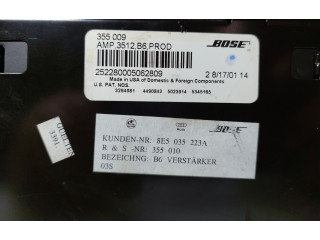 355 009
AMP,3512,B6,PROD
BOSE
252280005062809
2 8/17/01 14
Made in USA of Domestic & Foreign Components
U.S. PAT. NOS.
KUNDEN-NR: 8E5 035 223A
BOSE
R & S -NR: 355 010
BEZEICHNG: B6 VERSTÄRKER
03S